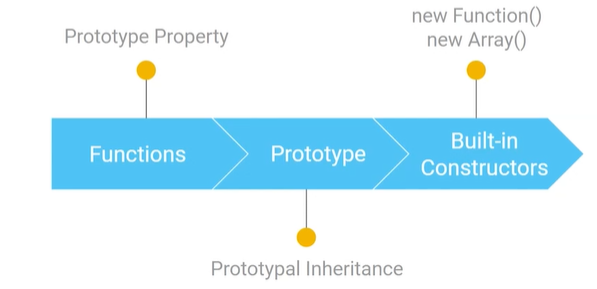 new Function()
new Array()
Prototype Property
Functions
Prototype
Built-in
Constructors
Prototypal Inheritance